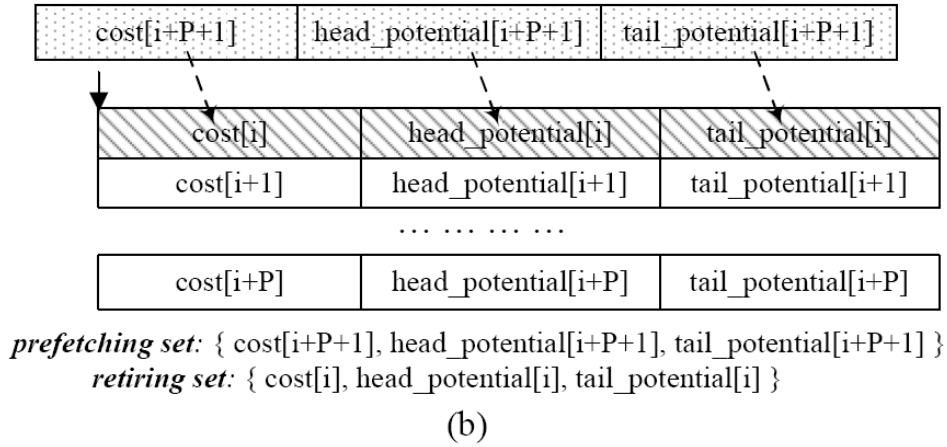 cost[i+P+1] head_potential[i+P+1] tail_potential[i+P+1]
cost[i] head_potential[i] tail_potential[i]
cost[i+1] head_potential[i+1] tail_potential[i+1]
... ... ... ...
cost[i+P] head_potential[i+P] tail_potential[i+P]
prefetching set: { cost[i+P+1], head_potential[i+P+1], tail_potential[i+P+1] }
retiring set: { cost[i], head_potential[i], tail_potential[i] }
(b)